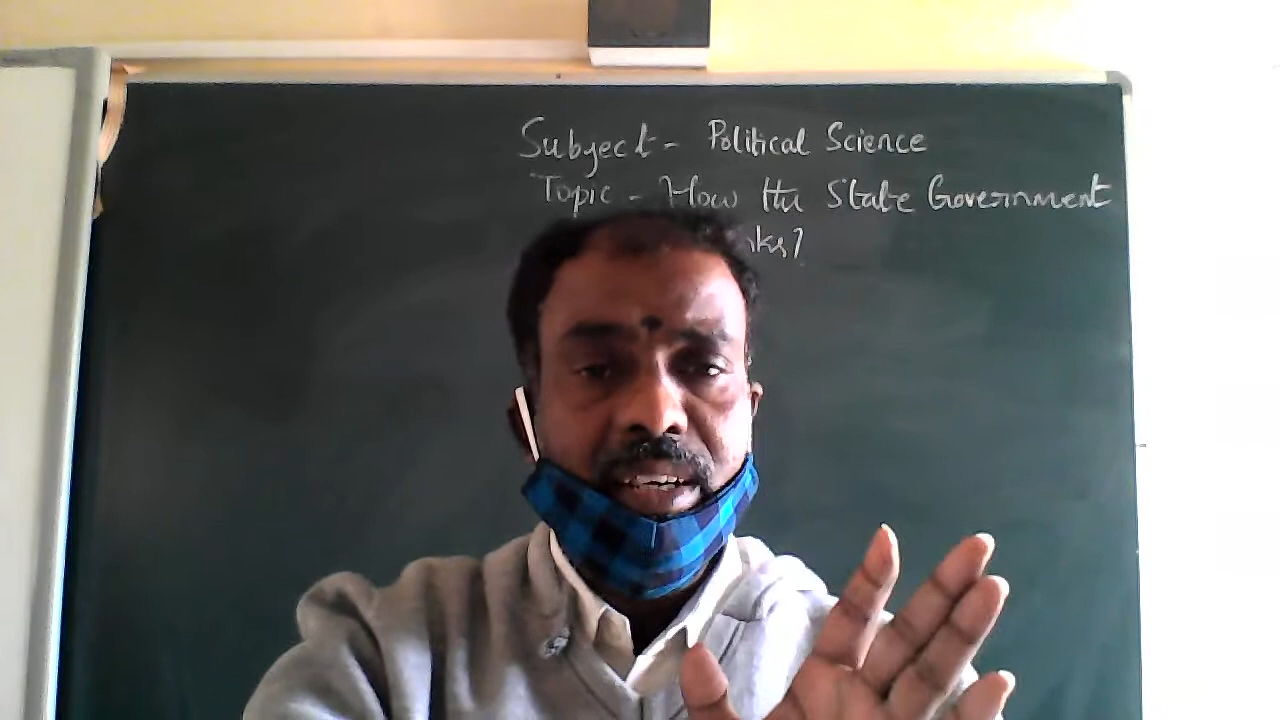 Subject - Political Science
Topic - How the State Government